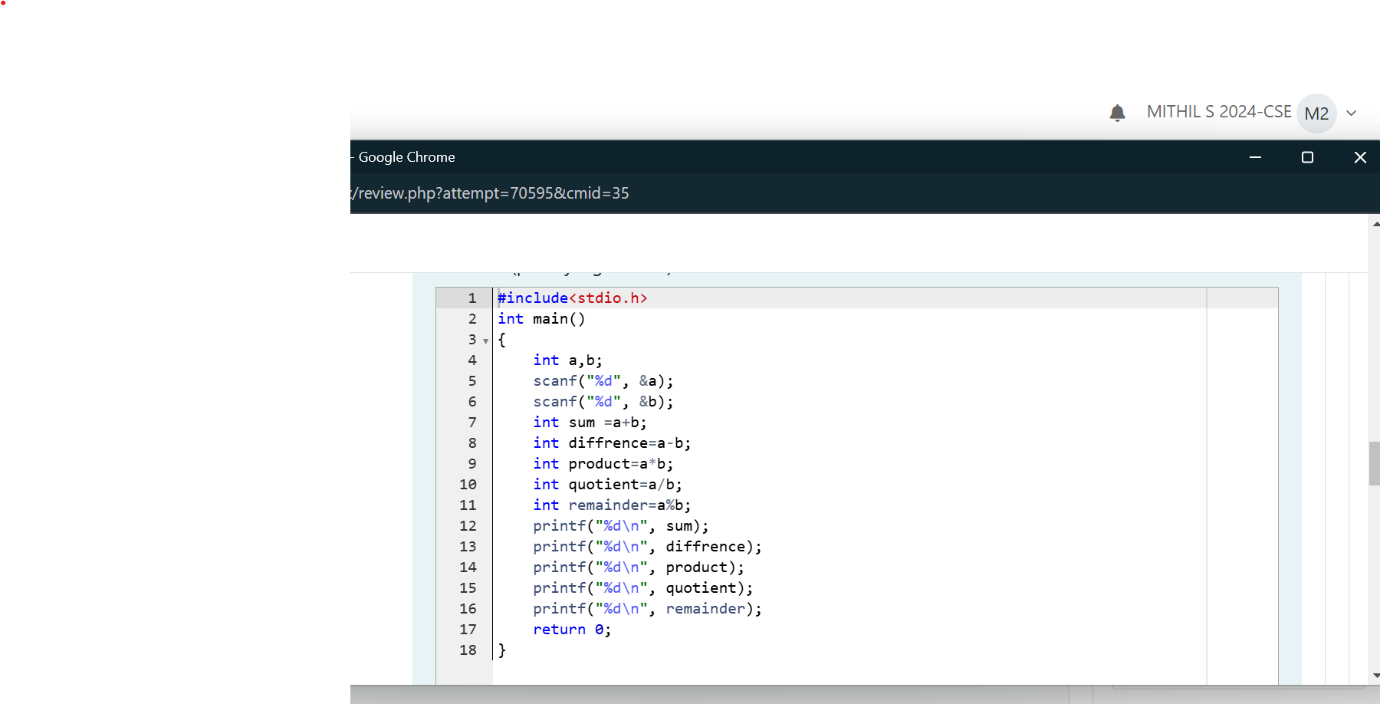 MITHIL S 2024-CSE M2
- Google Chrome
/review.php?attempt=70595&cmid=35
1 #include<stdio.h>
2 int main()
3 {
4 int a,b;
5 scanf("%d", &a);
6 scanf("%d", &b);
7 int sum =a+b;
8 int diffrence=a-b;
9 int product=a*b;
10 int quotient=a/b;
11 int remainder=a%b;
12 printf("%d\n", sum);
13 printf("%d\n", diffrence);
14 printf("%d\n", product);
15 printf("%d\n", quotient);
16 printf("%d\n", remainder);
17 return 0;
18 }